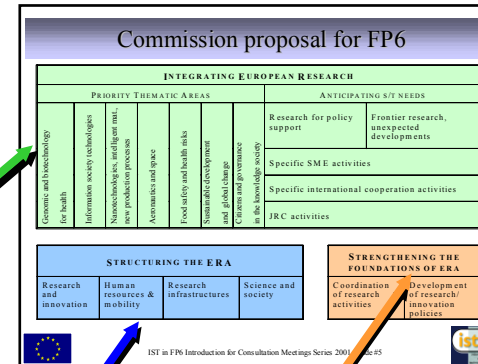 Commission proposal for FP6
INTEGRATING EUROPEAN RESEARCH
PRIORITY THEMATIC AREAS
ANTICIPATING S/T NEEDS
Genomic and biotechnology
for health
Information society technologies
Nanotechnologies, intelligent mat.,
new production processes
Aeronautics and space
Food safety and health risks
Sustainable development
and global change
Citizens and governance
in the knowledge society
Research for policy
support
Frontier research,
unexpected
developments
Specific SME activities
Specific international cooperation activities
JRC activities
STRUCTURING THE ERA
Research
and
innovation
Human
resources &
mobility
Research
infrastructures
Science and
society
STRENGTHENING THE
FOUNDATIONS OF ERA
Coordination
of research
activities
Development
of research/
innovation
policies
IST in FP6 Introduction for Consultation Meetings Series 2001 #5
ist